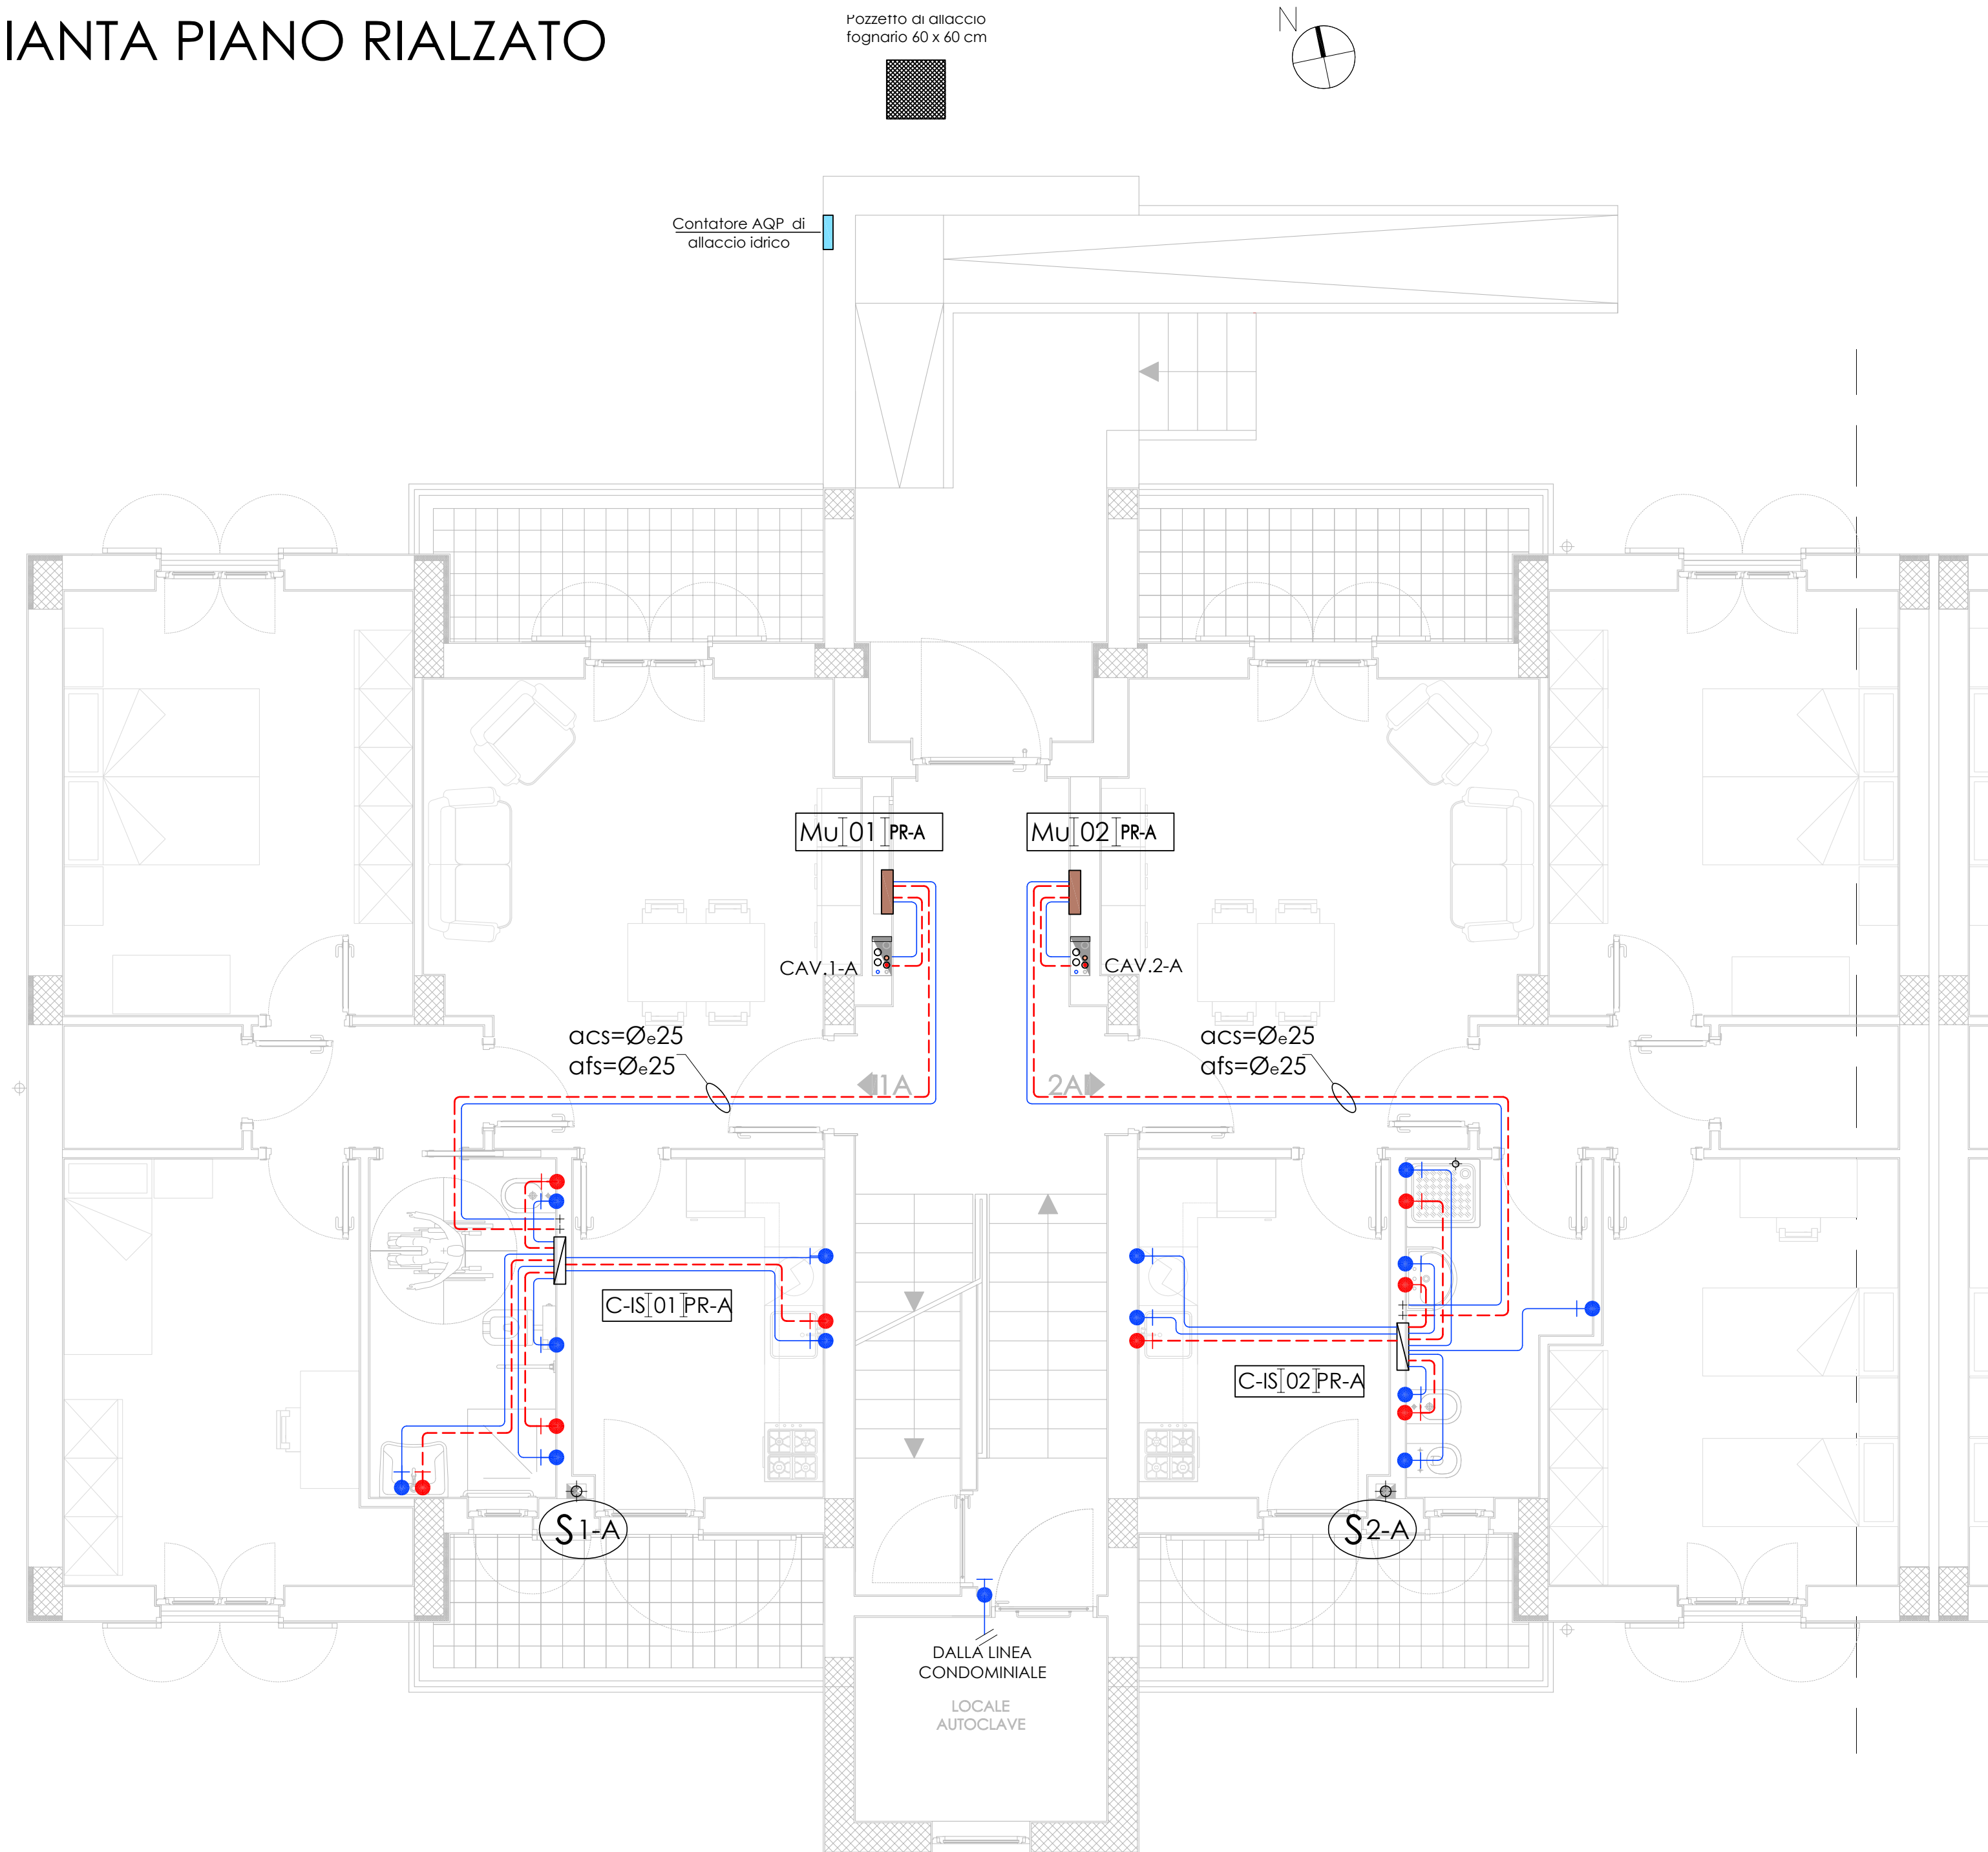 IANTA PIANO RIALZATO
Pozzetto di allaccio
fognario 60 x 60 cm
N
Contatore AQP di
allaccio idrico
Mu 01 PR-A
Mu 02 PR-A
CAV.1-A
CAV.2-A
acs=Øe25
afs=Øe25
acs=Øe25
afs=Øe25
1A
2A
C-IS 01 PR-A
C-IS 02 PR-A
S 1-A
S 2-A
DALLA LINEA
CONDOMINIALE
LOCALE
AUTOCLAVE